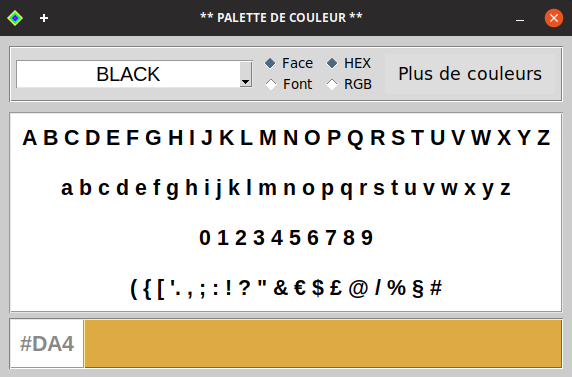 ** PALETTE DE COULEUR **
BLACK
Face
HEX
Font
RGB
Plus de couleurs
A B C D E F G H I J K L M N O P Q R S T U V W X Y Z
a b c d e f g h i j k l m n o p q r s t u v w x y z
0 1 2 3 4 5 6 7 8 9
( { [ '. , ; : ! ? " & € $ £ @ / % § #
#DA4